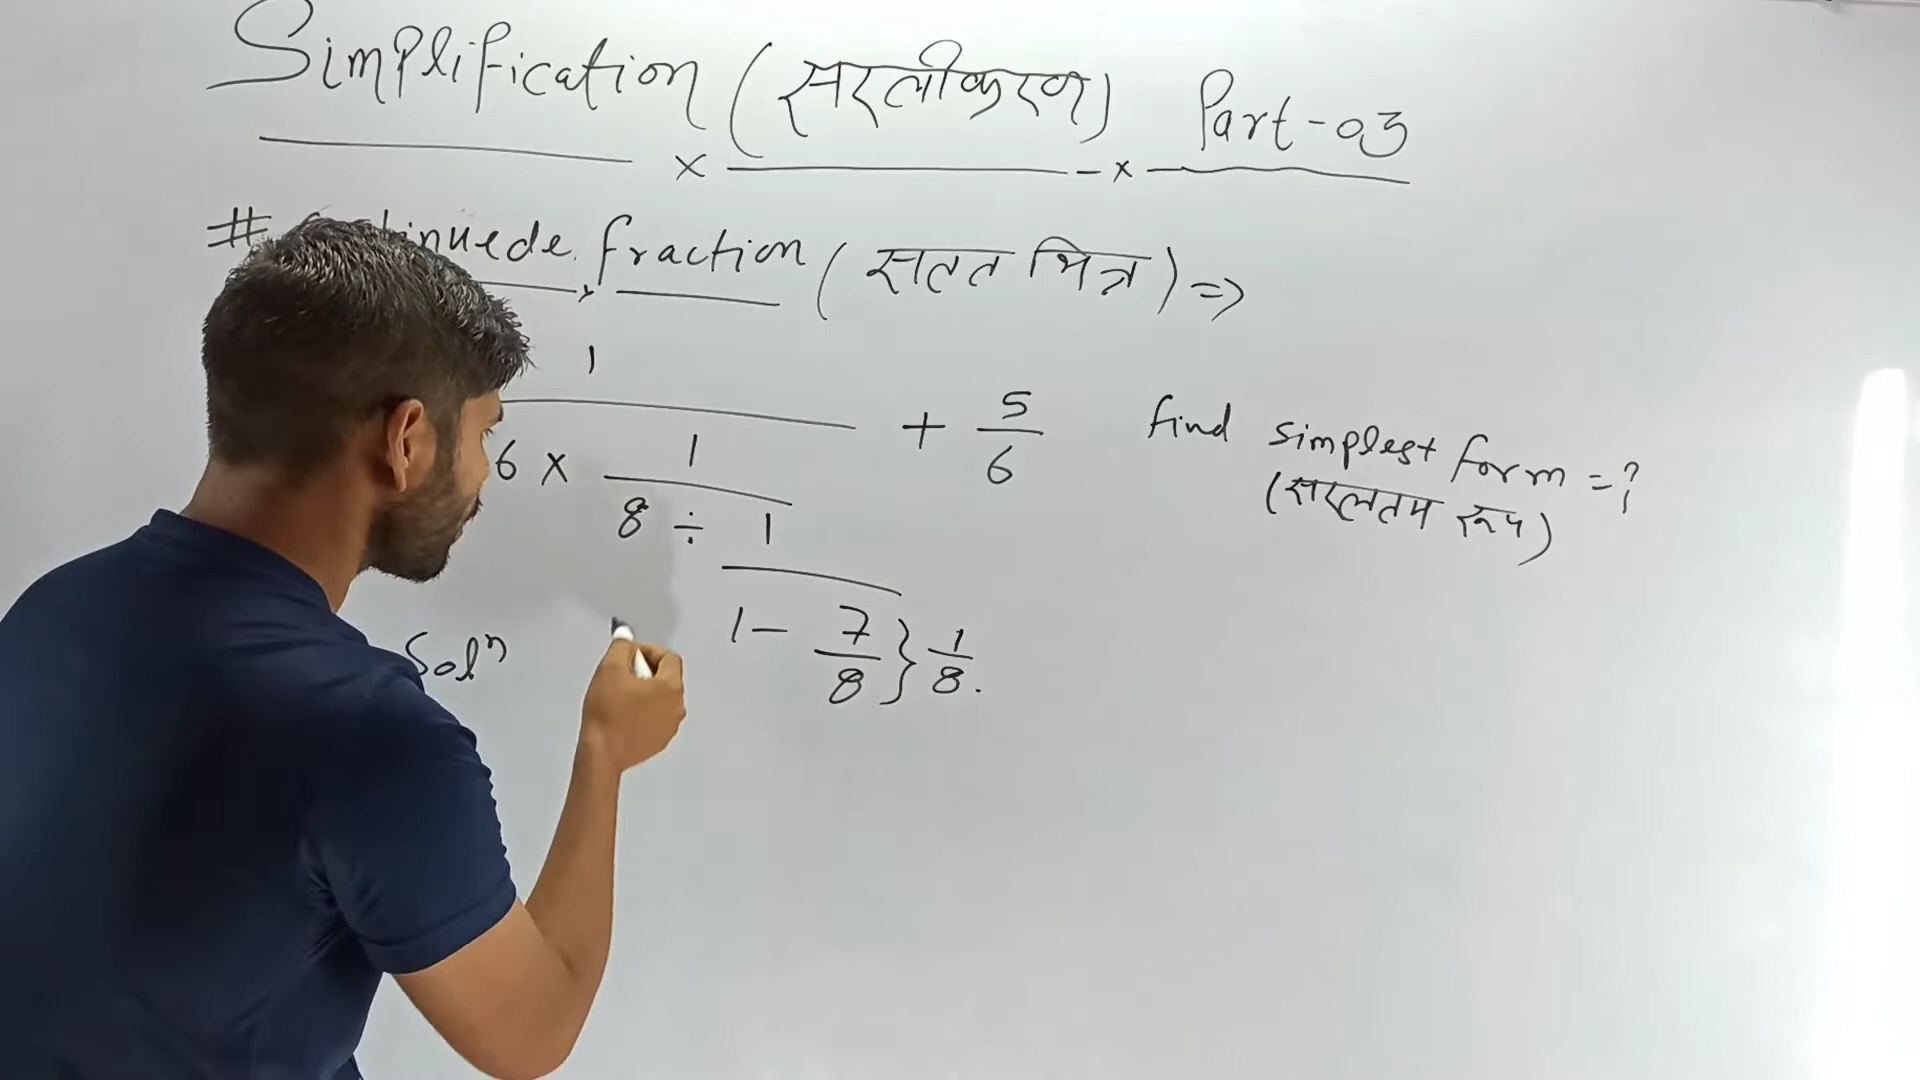 Simplification (सरलीकरण) Part-03
# fraction (सतत भिन्न) =>
1
6 × 1 + 5/6 find simplest form = ?
(सरलतम रूप)
8 ÷ 1
1 - 7/8 } 1/8.
Solⁿ